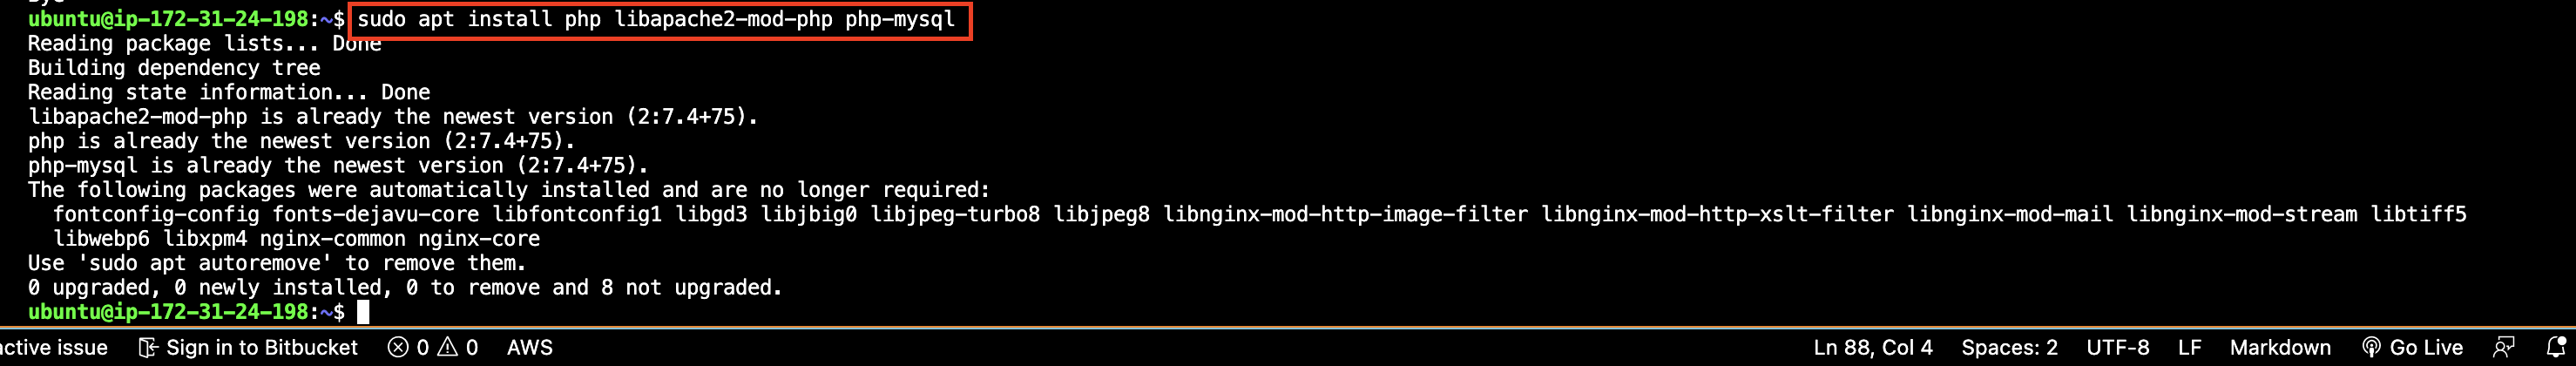 ubuntu@ip-172-31-24-198:~$ sudo apt install php libapache2-mod-php php-mysql
Reading package lists... Done
Building dependency tree
Reading state information... Done
libapache2-mod-php is already the newest version (2:7.4+75).
php is already the newest version (2:7.4+75).
php-mysql is already the newest version (2:7.4+75).
The following packages were automatically installed and are no longer required:
  fontconfig-config fonts-dejavu-core libfontconfig1 libgd3 libjbig0 libjpeg-turbo8 libjpeg8 libnginx-mod-http-image-filter libnginx-mod-http-xslt-filter libnginx-mod-mail libnginx-mod-stream libtiff5
  libwebp6 libxpm4 nginx-common nginx-core
Use 'sudo apt autoremove' to remove them.
0 upgraded, 0 newly installed, 0 to remove and 8 not upgraded.
ubuntu@ip-172-31-24-198:~$
active issue Sign in to Bitbucket 0 0 AWS Ln 88, Col 4 Spaces: 2 UTF-8 LF Markdown Go Live